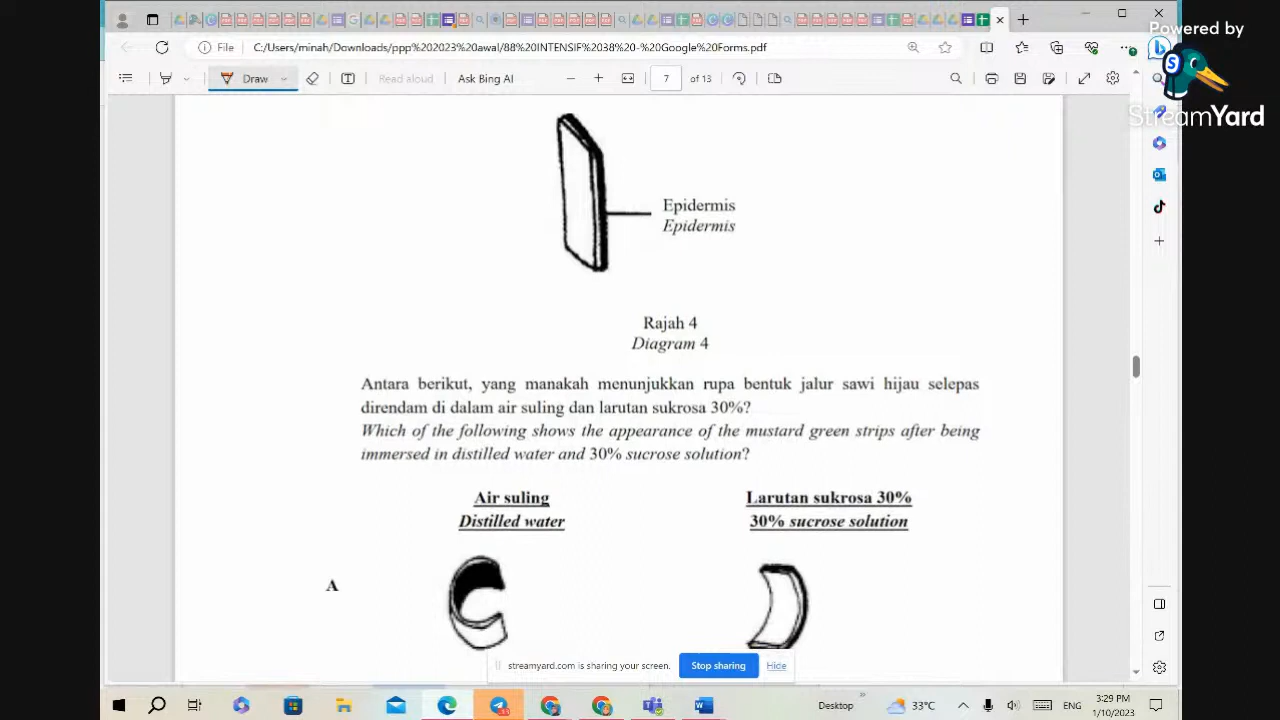 Powered by
StreamYard
File
C:/Users/minah/Downloads/ppp%202023%20awal/88%20INTENSIF%2038%20-%20Google%20Forms.pdf
Draw
Read aloud
Ask Bing AI
7
of 13
Epidermis
Epidermis
Rajah 4
Diagram 4
Antara berikut, yang manakah menunjukkan rupa bentuk jalur sawi hijau selepas
direndam di dalam air suling dan larutan sukrosa 30%?
Which of the following shows the appearance of the mustard green strips after being
immersed in distilled water and 30% sucrose solution?
Air suling
Distilled water
Larutan sukrosa 30%
30% sucrose solution
A
streamyard.com is sharing your screen.
Stop sharing
Hide
Desktop
33°C
ENG
3:29 PM
1/10/2023